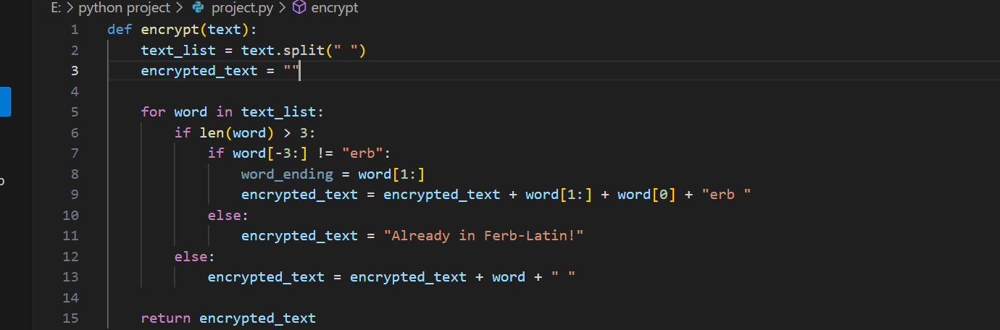 E: > python project > project.py > encrypt
1 def encrypt(text):
2     text_list = text.split(" ")
3     encrypted_text = ""
4
5     for word in text_list:
6         if len(word) > 3:
7             if word[-3:] != "erb":
8                 word_ending = word[1:]
9                 encrypted_text = encrypted_text + word[1:] + word[0] + "erb "
10             else:
11                 encrypted_text = "Already in Ferb-Latin!"
12         else:
13             encrypted_text = encrypted_text + word + " "
14
15     return encrypted_text